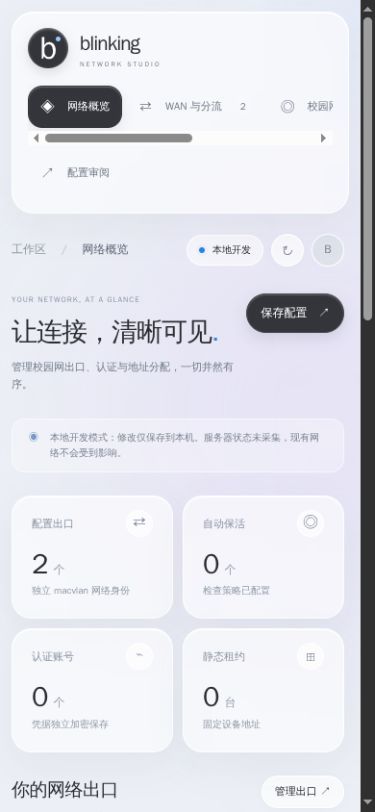 b
blinking
NETWORK STUDIO
网络概览
WAN 与分流 2
配置审阅
工作区 / 网络概览
本地开发
B
YOUR NETWORK, AT A GLANCE
保存配置 ↗
让连接，清晰可见.
管理校园网出口、认证与地址分配，一切井然有
序。
本地开发模式：修改仅保存到本机。服务器状态未采集，现有网
络不会受到影响。
配置出口
2 个
独立 macvlan 网络身份
自动保活
0 个
检查策略已配置
认证账号
0 个
凭据独立加密保存
静态租约
0 台
固定设备地址
你的网络出口
管理出口 ↗